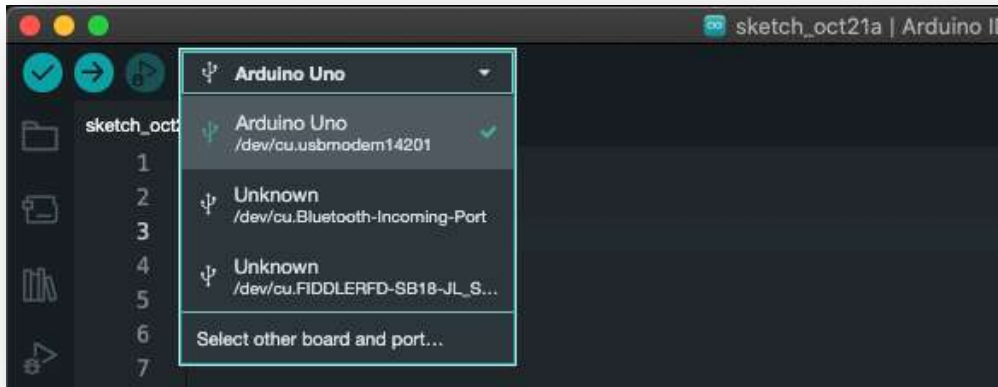 sketch_oct21a | Arduino I
Arduino Uno
sketch_oct
Arduino Uno
/dev/cu.usbmodem14201
1
2
Unknown
/dev/cu.Bluetooth-Incoming-Port
3
4
Unknown
/dev/cu.FIDDLERFD-SB18-JL_S...
5
6
Select other board and port...
7